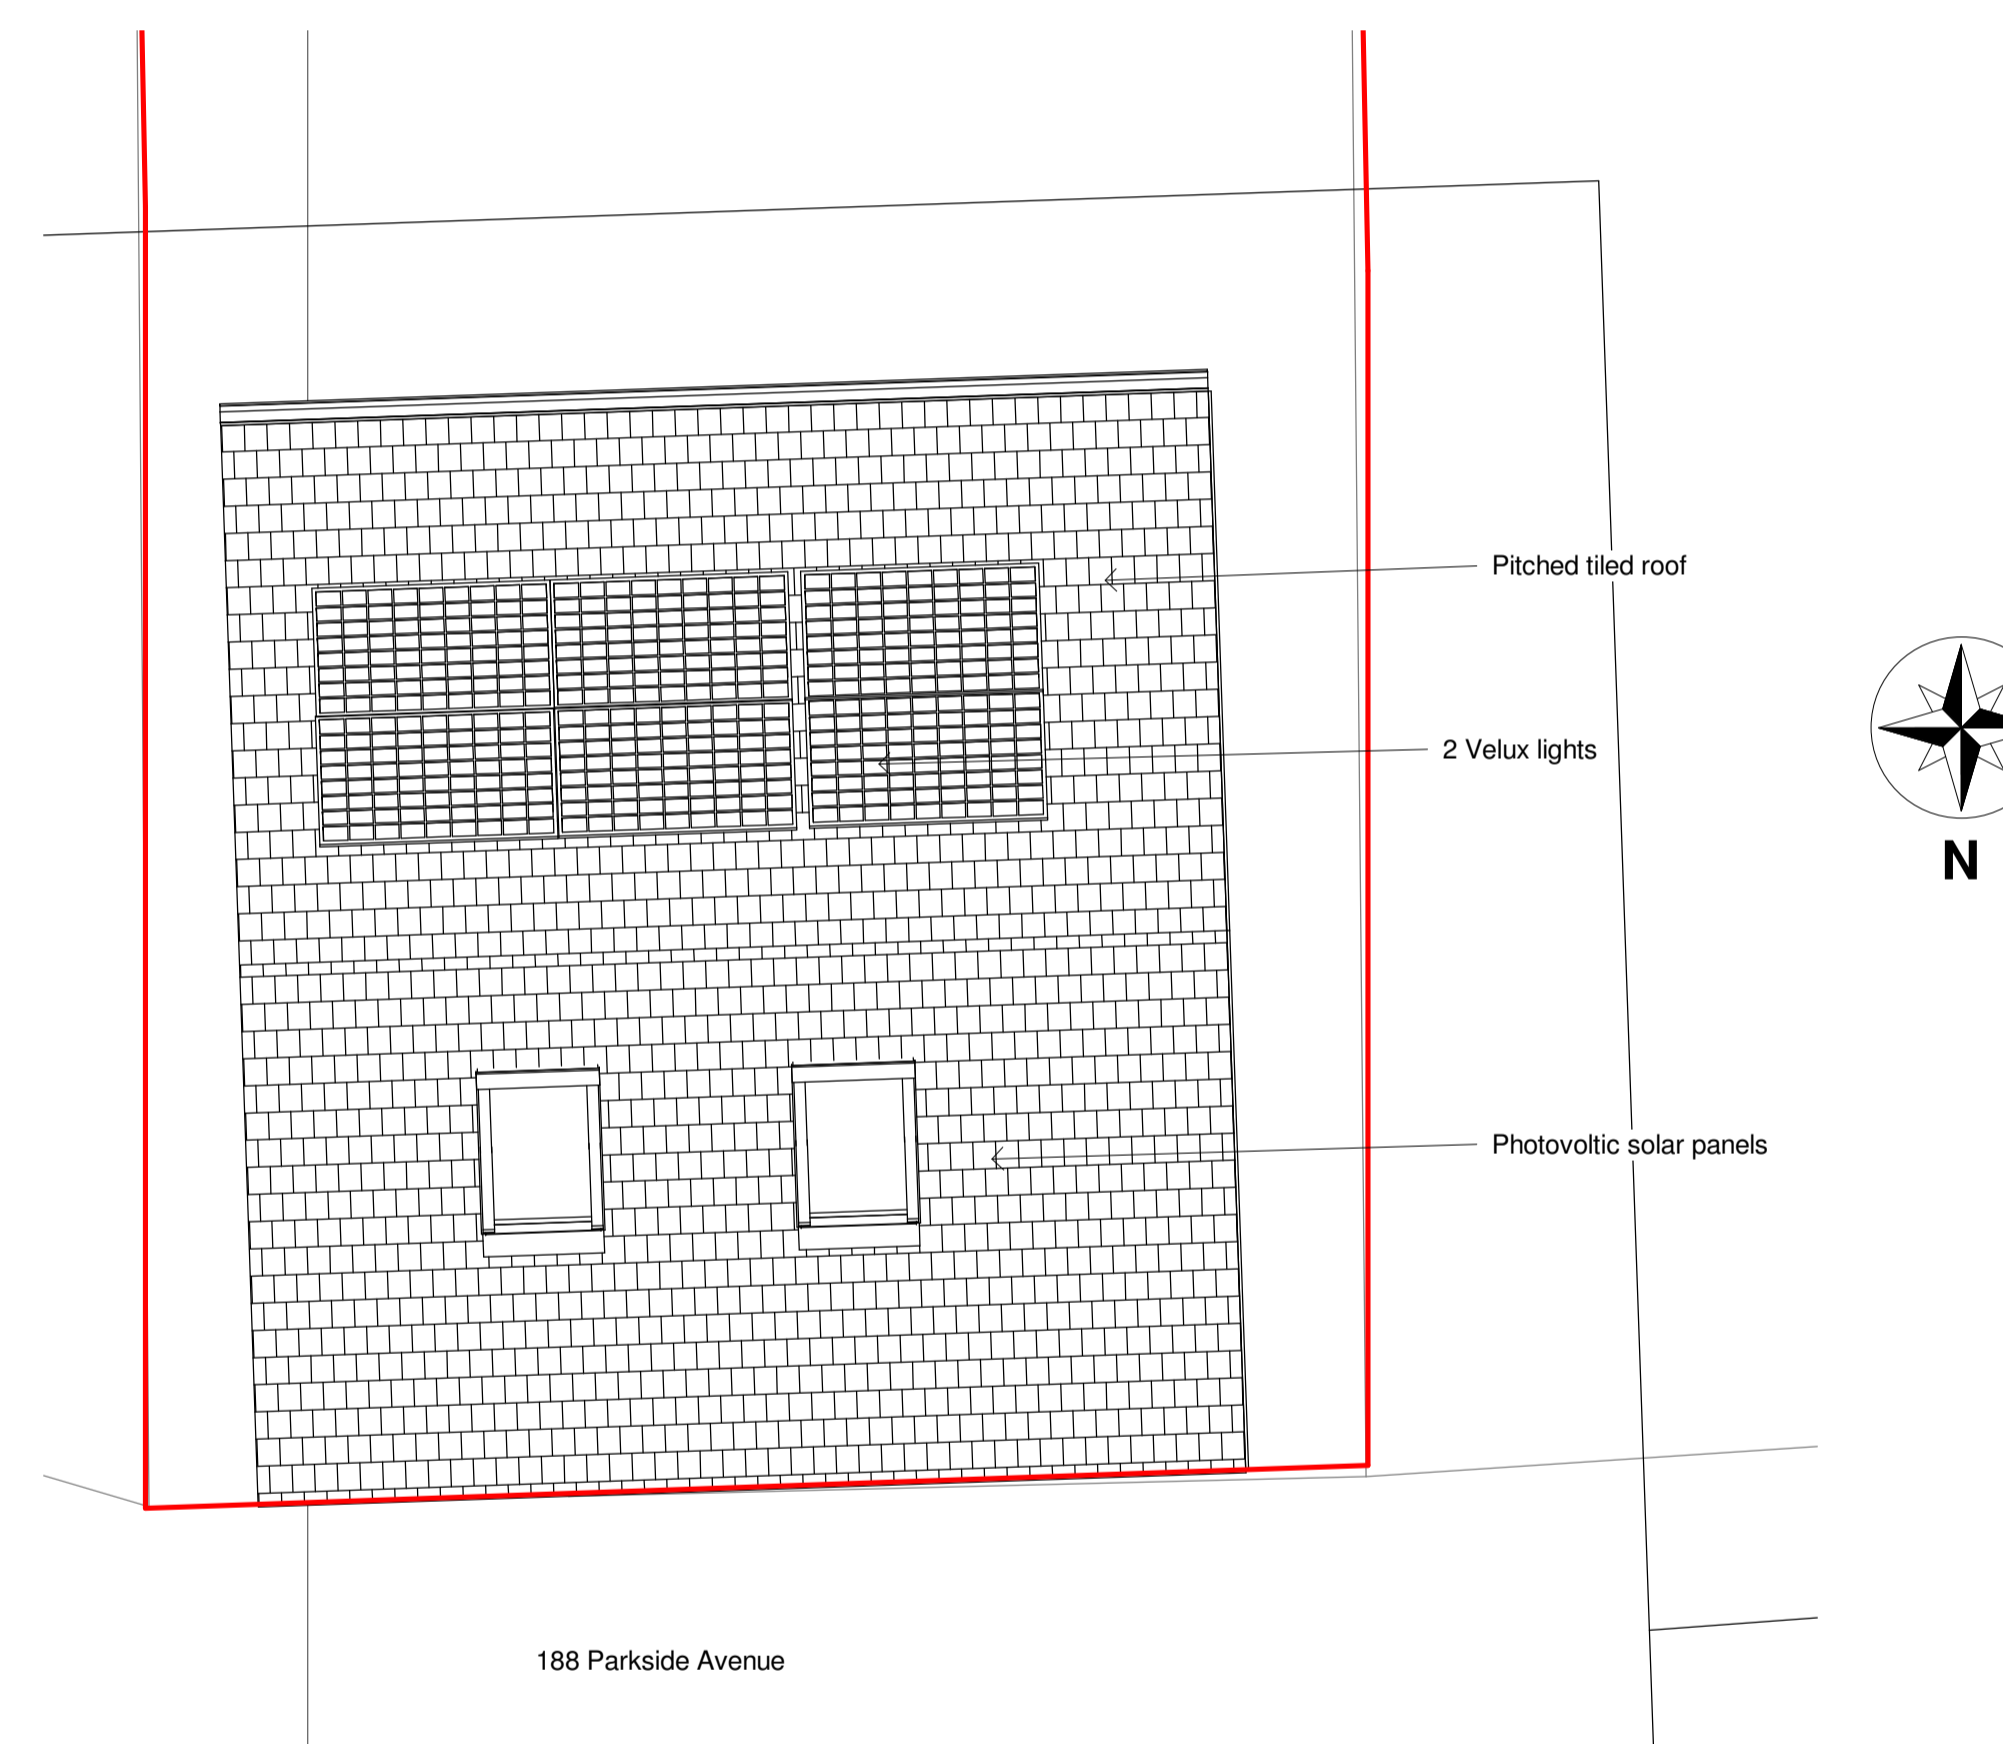 Pitched tiled roof
2 Velux lights
N
Photovoltic solar panels
188 Parkside Avenue